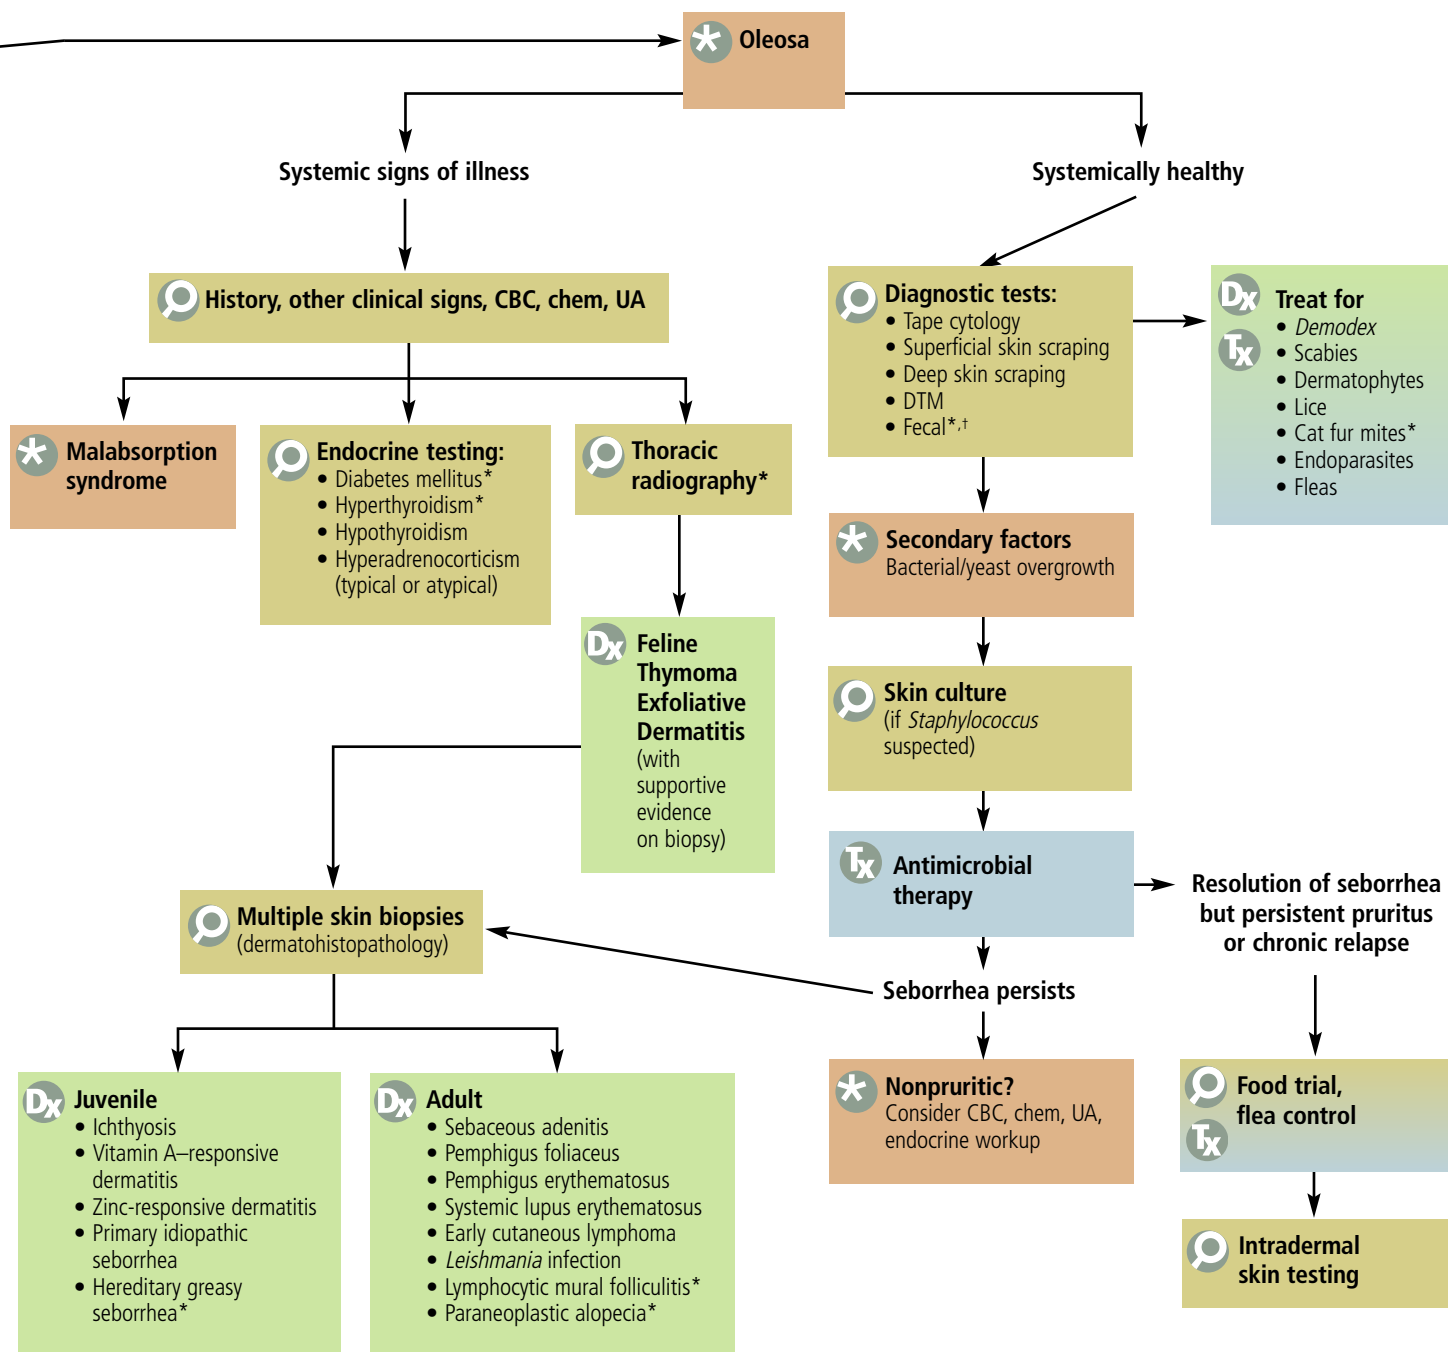 Oleosa
Systemic signs of illness
Systemically healthy
History, other clinical signs, CBC, chem, UA
Malabsorption
syndrome
Endocrine testing:
• Diabetes mellitus*
• Hyperthyroidism*
• Hypothyroidism
• Hyperadrenocorticism
(typical or atypical)
Thoracic
radiography*
Dx
Feline
Thymoma
Exfoliative
Dermatitis
(with
supportive
evidence
on biopsy)
Multiple skin biopsies
(dermatohistopathology)
Dx
Juvenile
• Ichthyosis
• Vitamin A–responsive
dermatitis
• Zinc-responsive dermatitis
• Primary idiopathic
seborrhea
• Hereditary greasy
seborrhea*
Dx
Adult
• Sebaceous adenitis
• Pemphigus foliaceus
• Pemphigus erythematosus
• Systemic lupus erythematosus
• Early cutaneous lymphoma
• Leishmania infection
• Lymphocytic mural folliculitis*
• Paraneoplastic alopecia*
Diagnostic tests:
• Tape cytology
• Superficial skin scraping
• Deep skin scraping
• DTM
• Fecal*,†
Dx
Tx
Treat for
• Demodex
• Scabies
• Dermatophytes
• Lice
• Cat fur mites*
• Endoparasites
• Fleas
Secondary factors
Bacterial/yeast overgrowth
Skin culture
(if Staphylococcus
suspected)
Tx
Antimicrobial
therapy
Seborrhea persists
Nonpruritic?
Consider CBC, chem, UA,
endocrine workup
Resolution of seborrhea
but persistent pruritus
or chronic relapse
Tx
Food trial,
flea control
Intradermal
skin testing